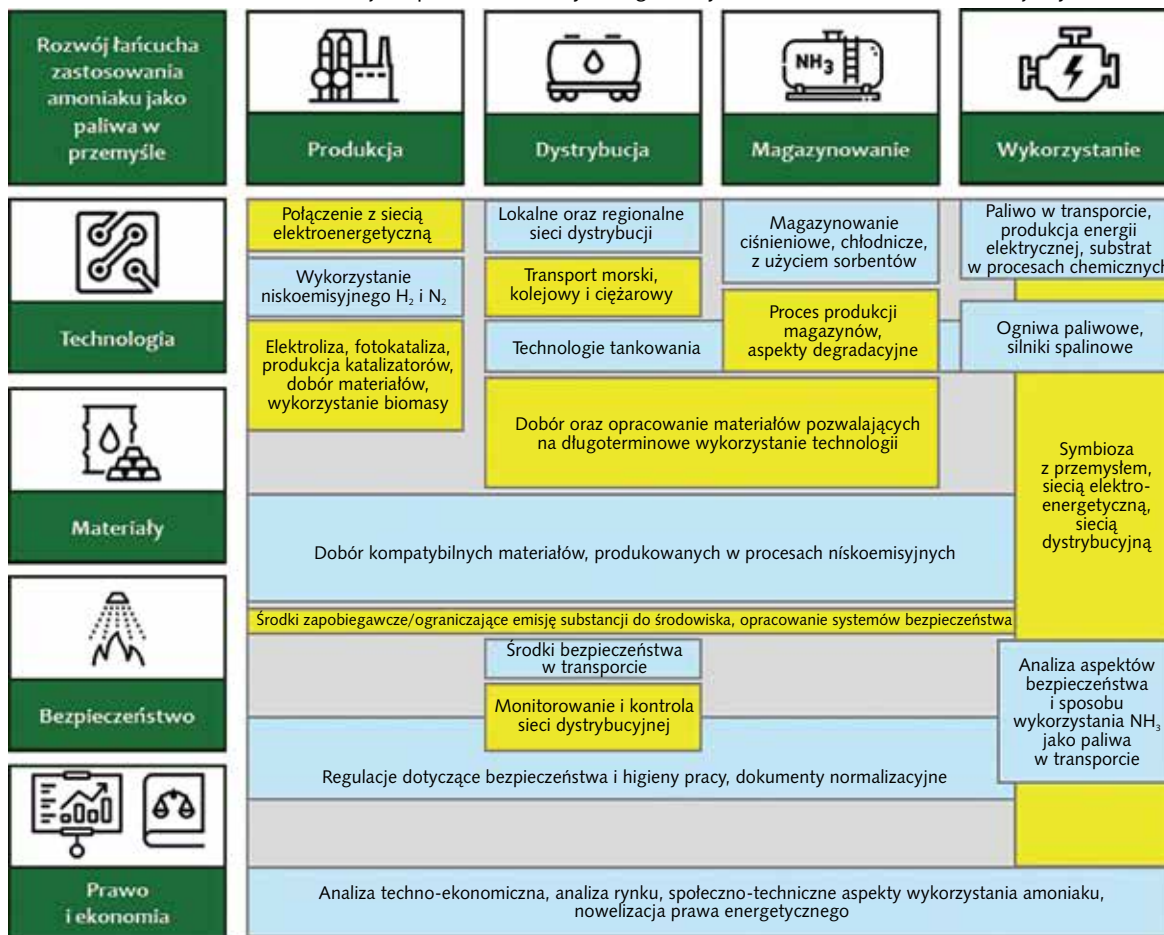 Rozwój łańcucha
zastosowania
amoniaku jako
paliwa w
przemyśle
Produkcja
Dystrybucja
NH₃
Magazynowanie
Wykorzystanie
Technologia
Połączenie z siecią
elektroenergetyczną
Wykorzystanie
niskoemisyjnego H₂ i N₂
Elektroliza, fotokataliza,
produkcja katalizatorów,
dobór materiałów,
wykorzystanie biomasy
Lokalne oraz regionalne
sieci dystrybucji
Transport morski,
kolejowy i ciężarowy
Technologie tankowania
Magazynowanie
ciśnieniowe, chłodnicze,
z użyciem sorbentów
Proces produkcji
magazynów,
aspekty degradacyjne
Paliwo w transporcie,
produkcja energii
elektrycznej, substrat
w procesach chemicznych
Ogniwa paliwowe,
silniki spalinowe
Materiały
Dobór oraz opracowanie materiałów pozwalających
na długoterminowe wykorzystanie technologii
Symbioza
z przemysłem,
siecią elektro-
energetyczną,
siecią
dystrybucyjną
Dobór kompatybilnych materiałów, produkowanych w procesach nískoemisyjnych
Bezpieczeństwo
Środki zapobiegawcze/ograniczające emisję substancji do środowiska, opracowanie systemów bezpieczeństwa
Środki bezpieczeństwa
w transporcie
Monitorowanie i kontrola
sieci dystrybucyjnej
Analiza aspektów
bezpieczeństwa
i sposobu
wykorzystania NH₃
jako paliwa
w transporcie
Regulacje dotyczące bezpieczeństwa i higieny pracy, dokumenty normalizacyjne
Prawo
i ekonomia
Analiza techno-ekonomiczna, analiza rynku, społeczno-techniczne aspekty wykorzystania amoniaku,
nowelizacja prawa energetycznego